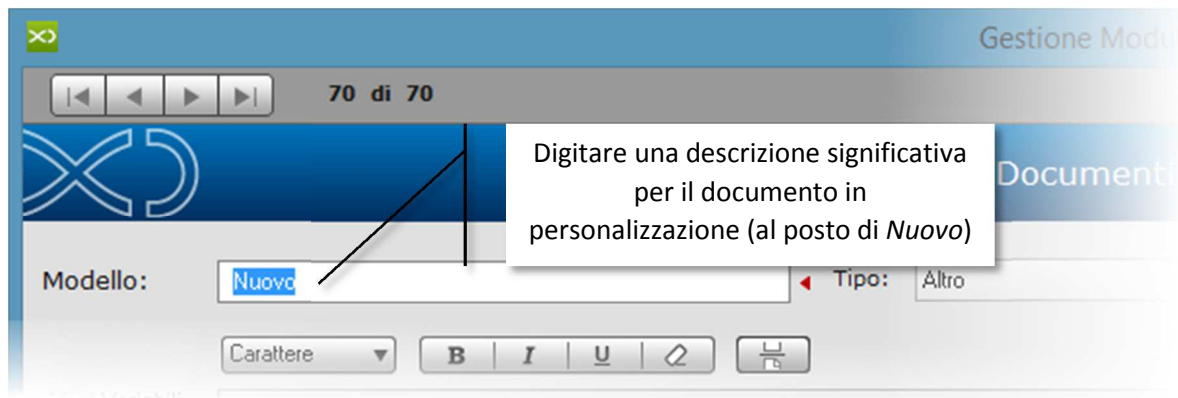 Gestione Modu
70 di 70
Digitare una descrizione significativa
per il documento in
personalizzazione (al posto di Nuovo)
Documenti
Modello: Nuovo Tipo: Altro
Carattere B I U